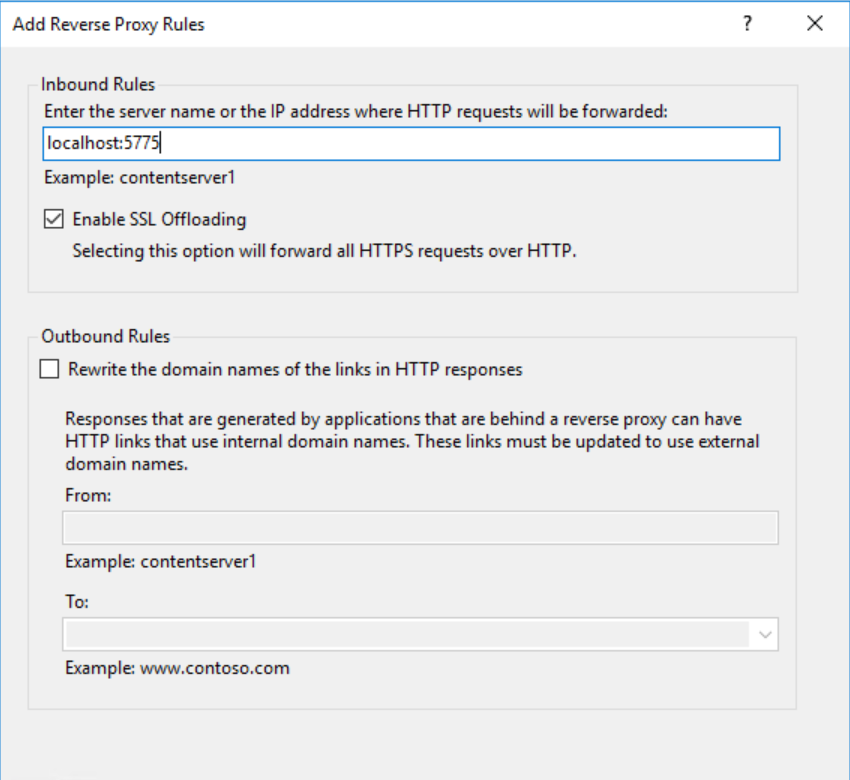 Add Reverse Proxy Rules ?
Inbound Rules
Enter the server name or the IP address where HTTP requests will be forwarded:
localhost:5775
Example: contentserver1
Enable SSL Offloading
Selecting this option will forward all HTTPS requests over HTTP.
Outbound Rules
Rewrite the domain names of the links in HTTP responses
Responses that are generated by applications that are behind a reverse proxy can have
HTTP links that use internal domain names. These links must be updated to use external
domain names.
From:
Example: contentserver1
To:
Example: www.contoso.com